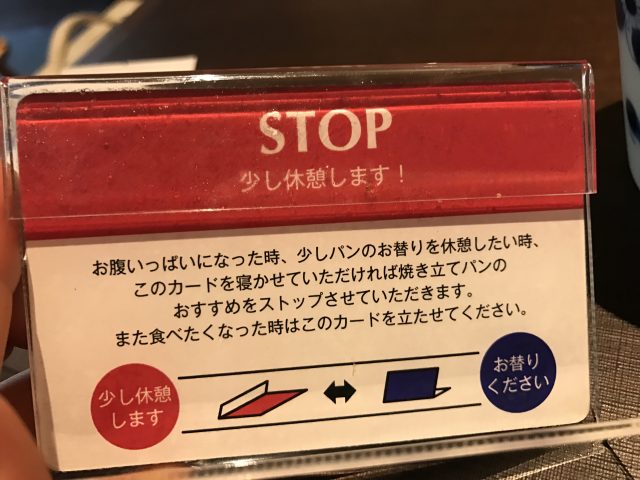 STOP
少し休憩します！
お腹いっぱいになった時、少しパンのお替りを休憩したい時、
このカードを寝かせていただければ焼き立てパンの
おすすめをストップさせていただきます。
また食べたくなった時はこのカードを立たせてください。
少し休憩
します
お替り
ください